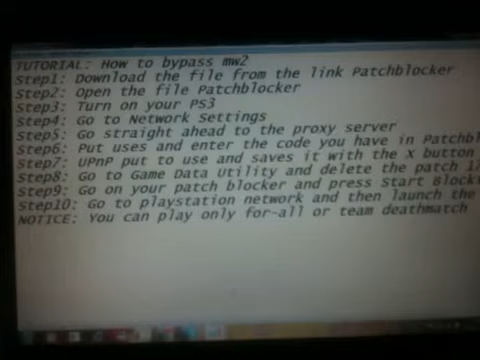 TUTORIAL: How to bypass mw2
Step1: Download the file from the link Patchblocker
Step2: Open the file Patchblocker
Step3: Turn on your PS3
Step4: Go to Network Settings
Step5: Go straight ahead to the proxy server
Step6: Put uses and enter the code you have in Patchbl
Step7: UPnP put to use and saves it with the X button
Step8: Go to Game Data Utility and delete the patch
Step9: Go on your patch blocker and press Start Block
Step10: Go to playstation network and then launch the
NOTICE: You can play only for-all or team deathmatch